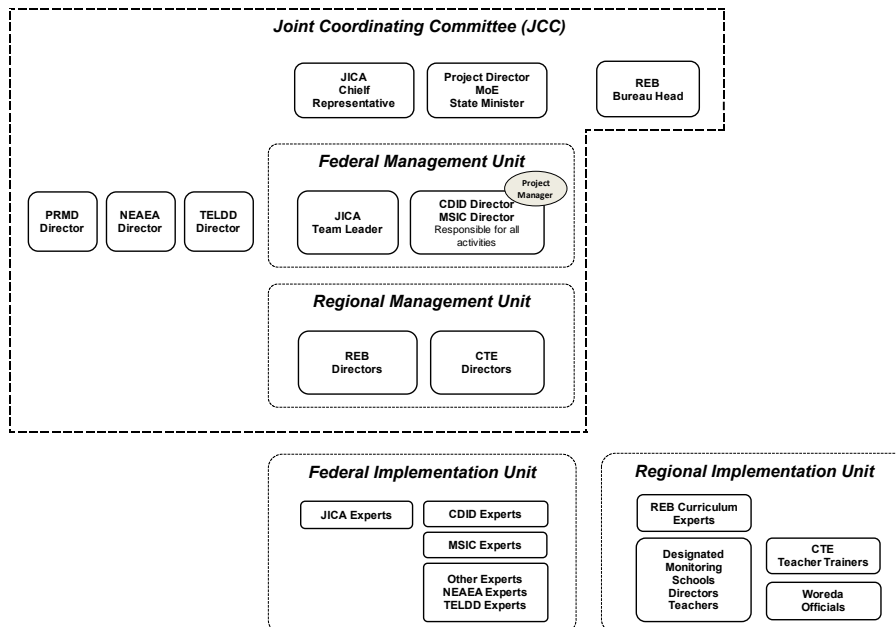 Joint Coordinating Committee (JCC)
JICA
Chielf
Representative
Project Director
MoE
State Minister
REB
Bureau Head
Federal Management Unit
Project
Manager
PRMD
Director
NEAEA
Director
TELDD
Director
JICA
Team Leader
CDID Director
MSIC Director
Responsible for all
activities
Regional Management Unit
REB
Directors
CTE
Directors
Federal Implementation Unit
JICA Experts
CDID Experts
MSIC Experts
Other Experts
NEAEA Experts
TELDD Experts
Regional Implementation Unit
REB Curriculum
Experts
Designated
Monitoring
Schools
Directors
Teachers
CTE
Teacher Trainers
Woreda
Officials